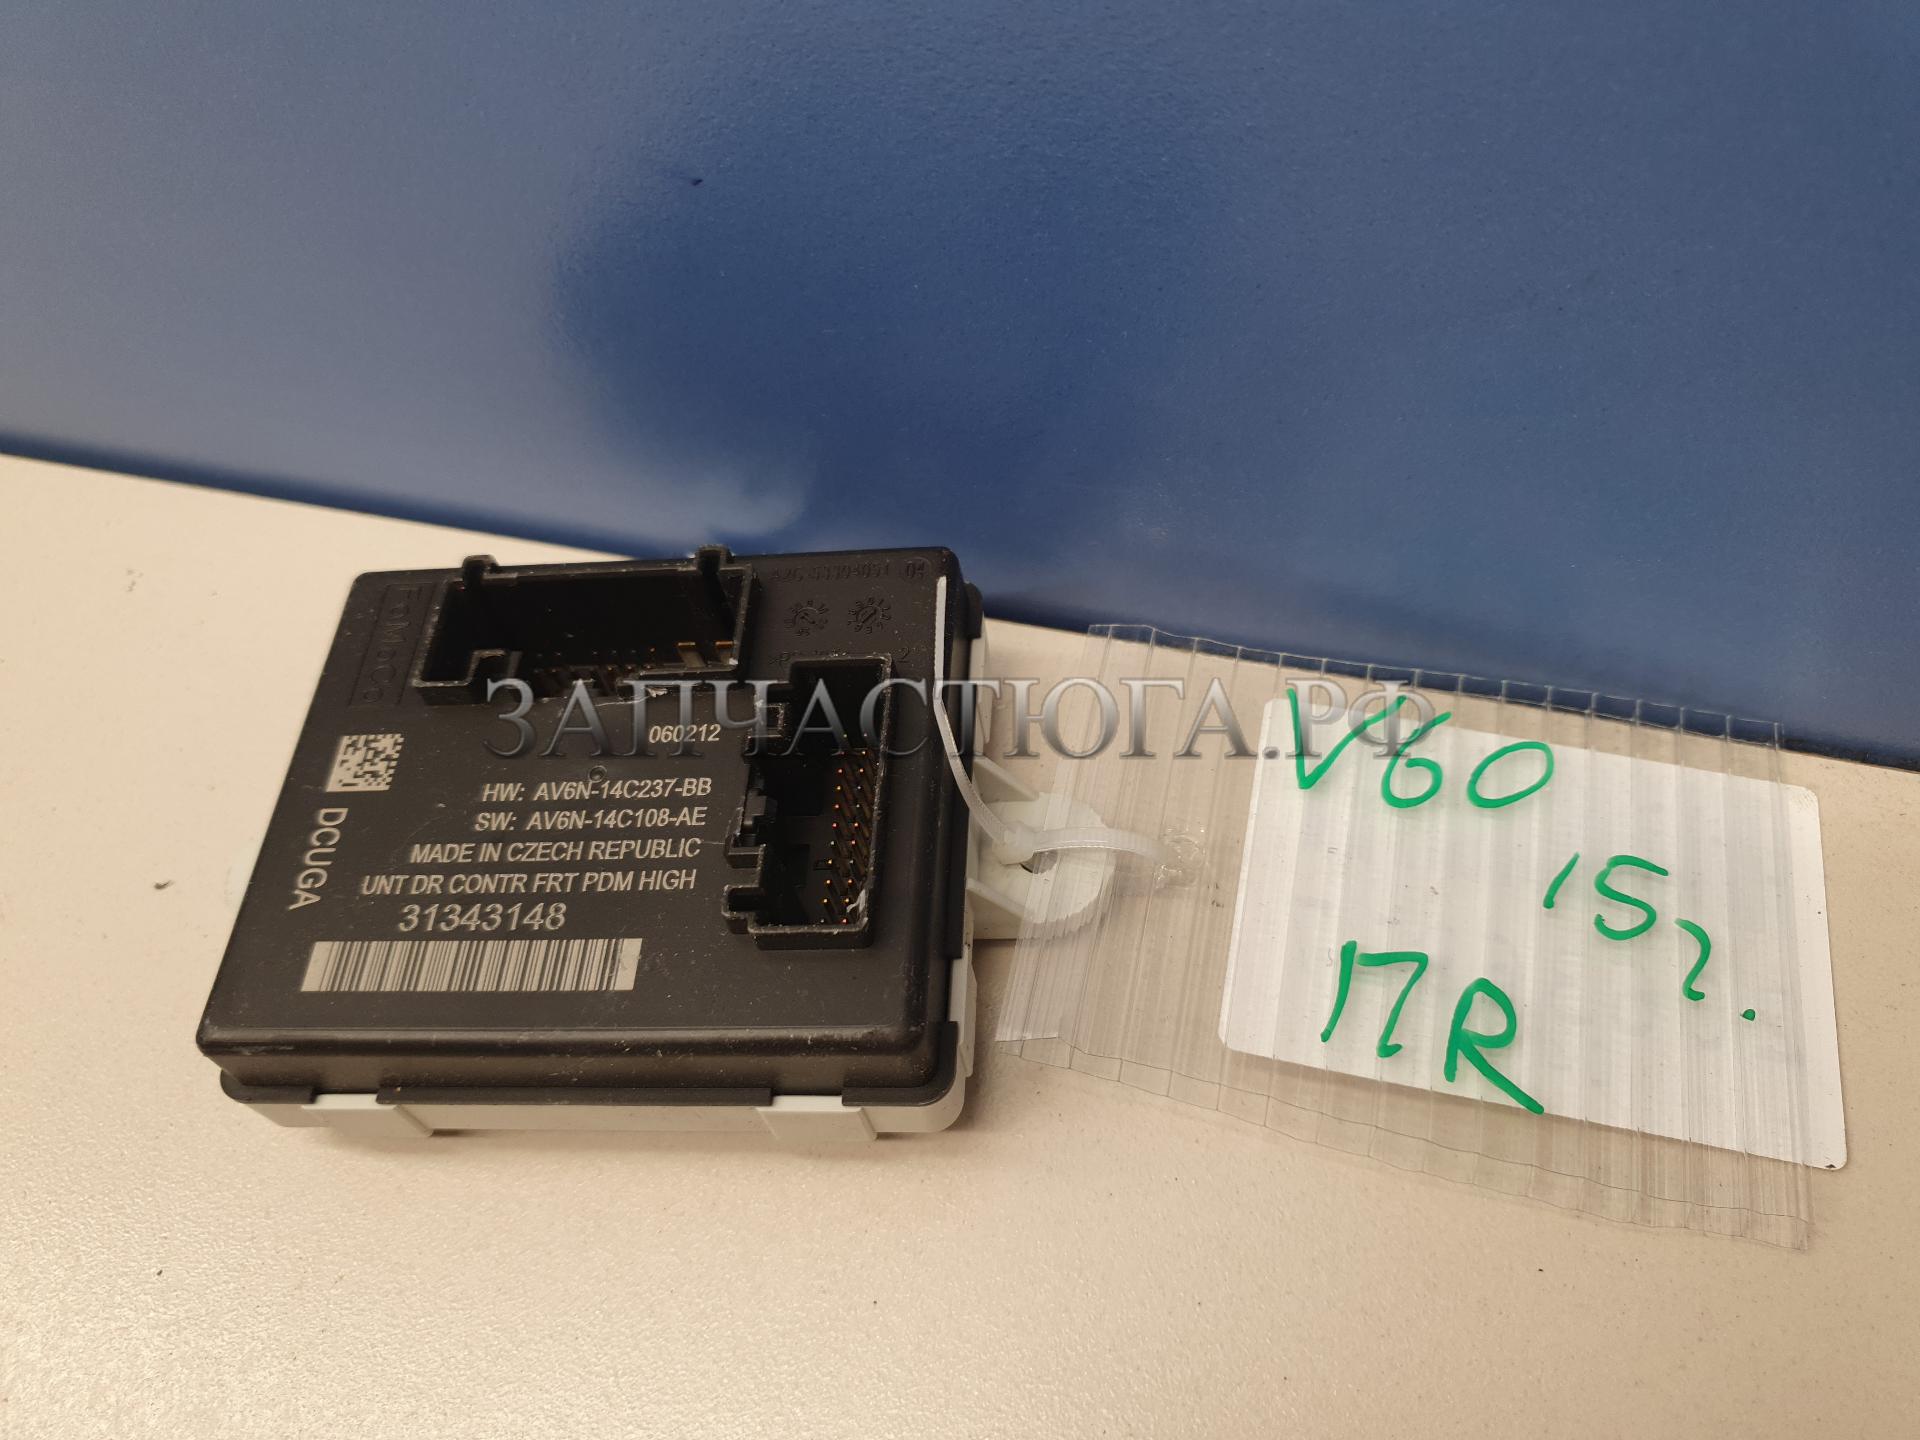 FoMoCo
ЗАПЧАСТЮГА.РФ
060212
HW: AV6N-14C237-BB
SW: AV6N-14C108-AE
MADE IN CZECH REPUBLIC
UNT DR CONTR FRT PDM HIGH
31343148
DCUGA
V60
15г.
ПR